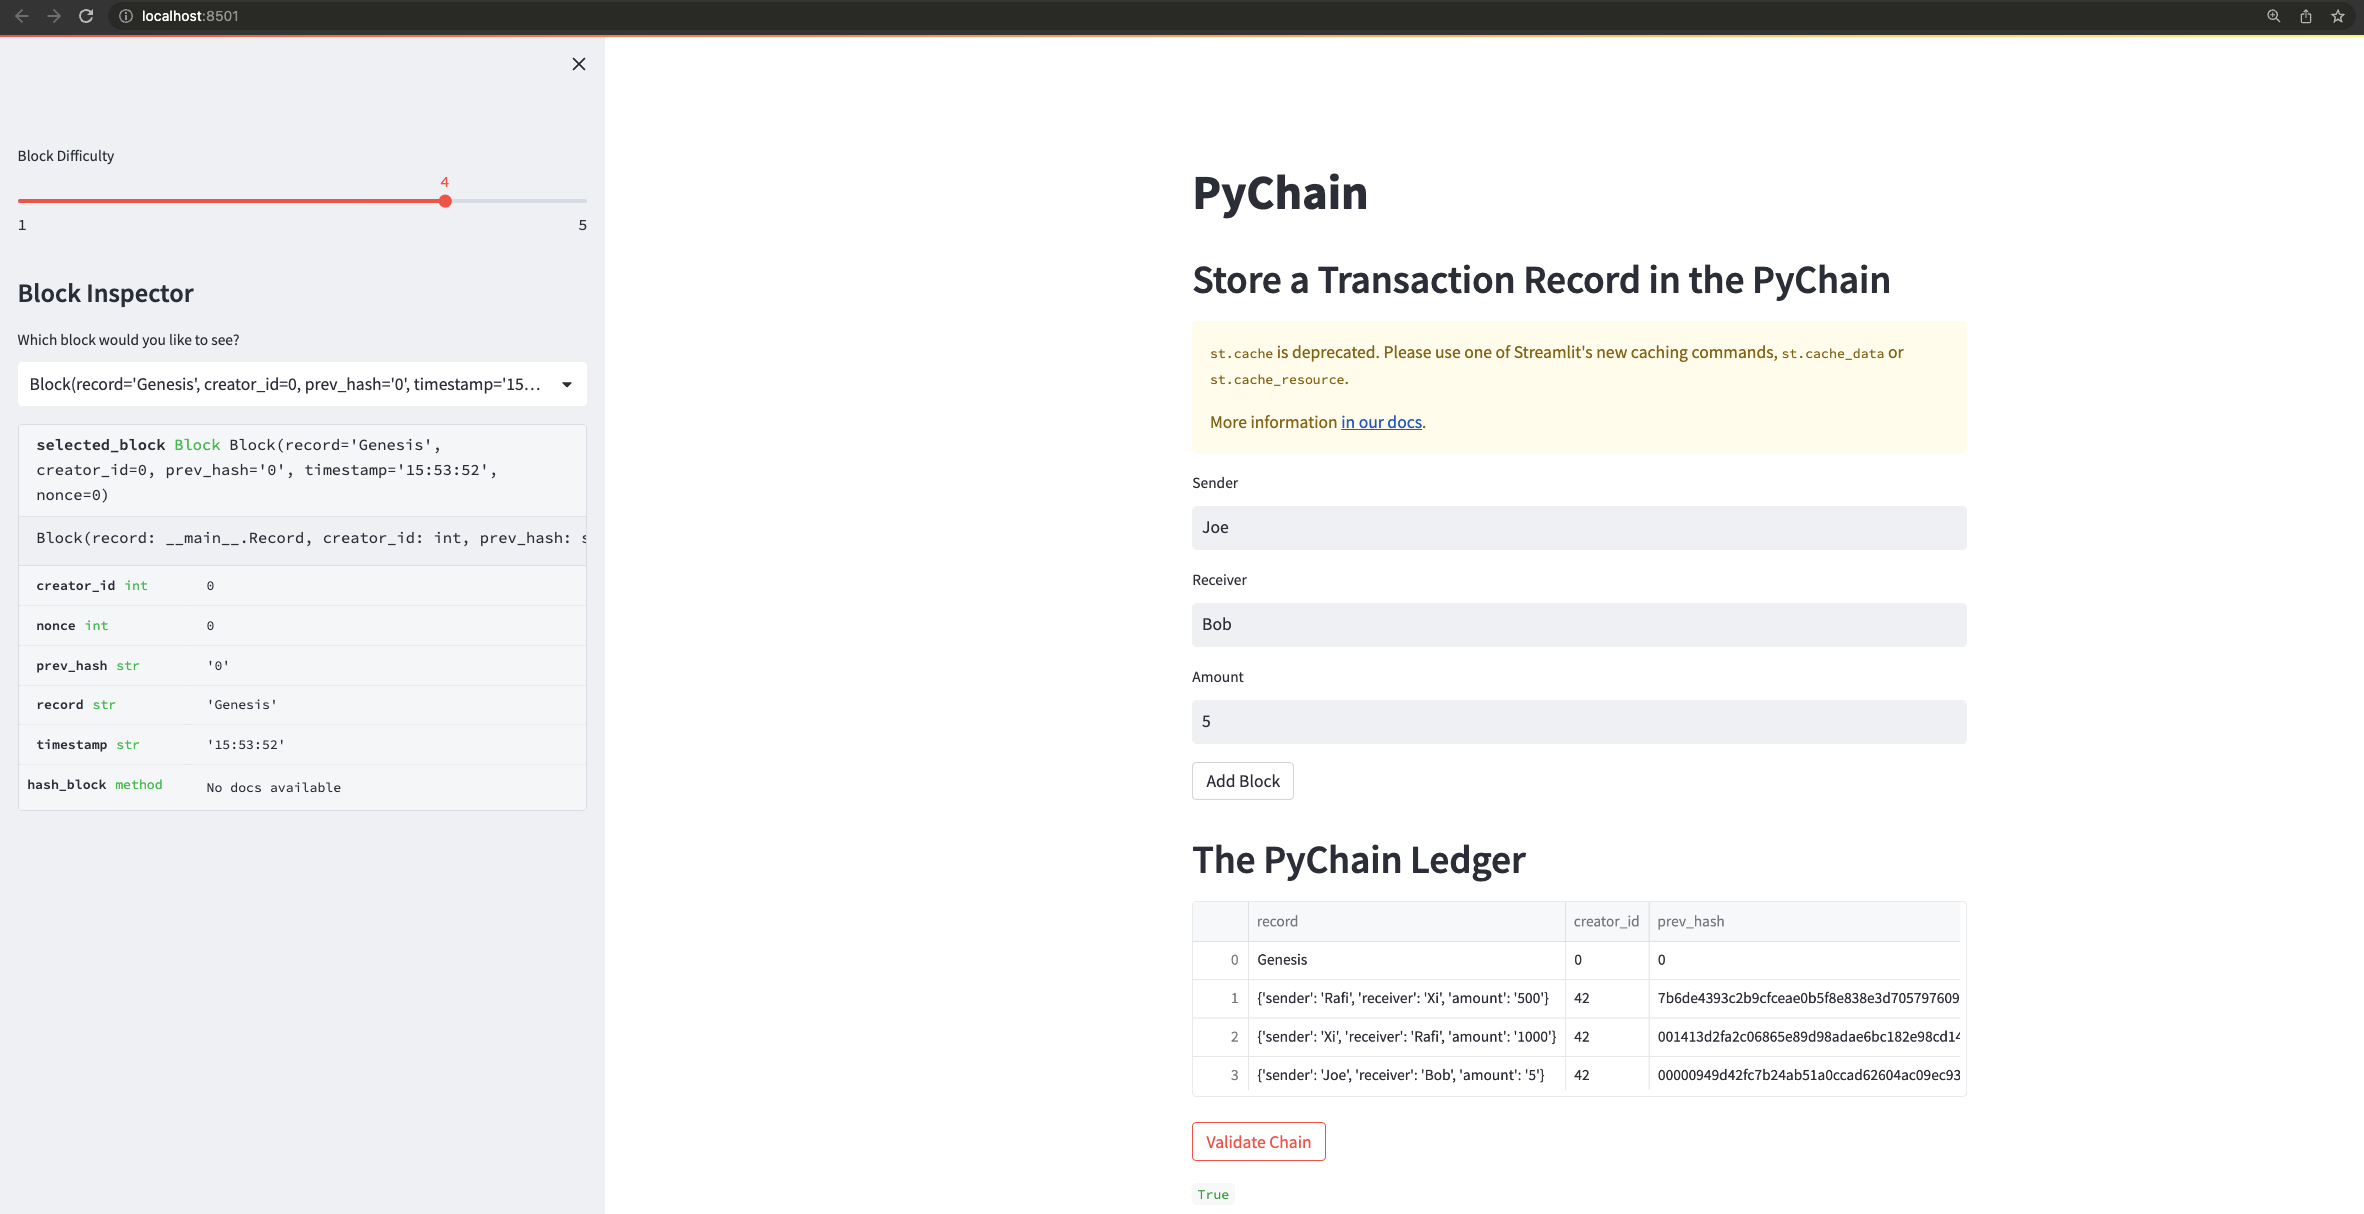 localhost:8501
Block Difficulty
4
1 5
Block Inspector
Which block would you like to see?
Block(record='Genesis', creator_id=0, prev_hash='0', timestamp='15...
selected_block Block Block(record='Genesis',
creator_id=0, prev_hash='0', timestamp='15:53:52',
nonce=0)
Block(record: __main__.Record, creator_id: int, prev_hash: s
creator_id int 0
nonce int 0
prev_hash str '0'
record str 'Genesis'
timestamp str '15:53:52'
hash_block method No docs available
PyChain
Store a Transaction Record in the PyChain
st.cache is deprecated. Please use one of Streamlit's new caching commands, st.cache_data or
st.cache_resource.
More information in our docs.
Sender
Joe
Receiver
Bob
Amount
5
Add Block
The PyChain Ledger
record creator_id prev_hash
0 Genesis 0 0
1 {'sender': 'Rafi', 'receiver': 'Xi', 'amount': '500'} 42 7b6de4393c2b9cfceae0b5f8e838e3d705797609
2 {'sender': 'Xi', 'receiver': 'Rafi', 'amount': '1000'} 42 001413d2fa2c06865e89d98adae6bc182e98cd14
3 {'sender': 'Joe', 'receiver': 'Bob', 'amount': '5'} 42 00000949d42fc7b24ab51a0ccad62604ac09ec93
Validate Chain
True